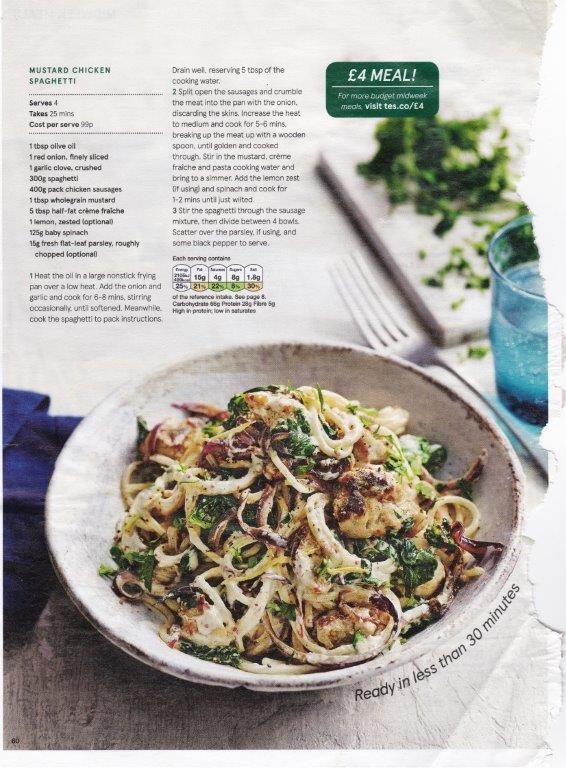 MUSTARD CHICKEN
SPAGHETTI
Serves 4
Takes 25 mins
Cost per serve 99p
1 tbsp olive oil
1 red onion, finely sliced
1 garlic clove, crushed
300g spaghetti
400g pack chicken sausages
1 tbsp wholegrain mustard
5 tbsp half-fat crème fraîche
1 lemon, zested (optional)
125g baby spinach
15g fresh flat-leaf parsley, roughly
chopped (optional)
1 Heat the oil in a large nonstick frying
pan over a low heat. Add the onion and
garlic and cook for 6-8 mins, stirring
occasionally, until softened. Meanwhile,
cook the spaghetti to pack instructions.
Drain well, reserving 5 tbsp of the
cooking water.
2 Split open the sausages and crumble
the meat into the pan with the onion,
discarding the skins. Increase the heat
to medium and cook for 5-6 mins,
breaking up the meat up with a wooden
spoon, until golden and cooked
through. Stir in the mustard, crème
fraîche and pasta cooking water and
bring to a simmer. Add the lemon zest
(if using) and spinach and cook for
1-2 mins until just wilted.
3 Stir the spaghetti through the sausage
mixture, then divide between 4 bowls.
Scatter over the parsley, if using, and
some black pepper to serve.
Each serving contains
Energy Fat Saturates Sugars Salt
15g 4g 8g 1.8g
25% 21% 22% 30%
of the reference intake. See page 8.
Carbohydrate 66g Protein 28g Fibre 5g
High in protein; low in saturates
£4 MEAL!
For more budget midweek
meals, visit tes.co/£4
Ready in less than 30 minutes
60